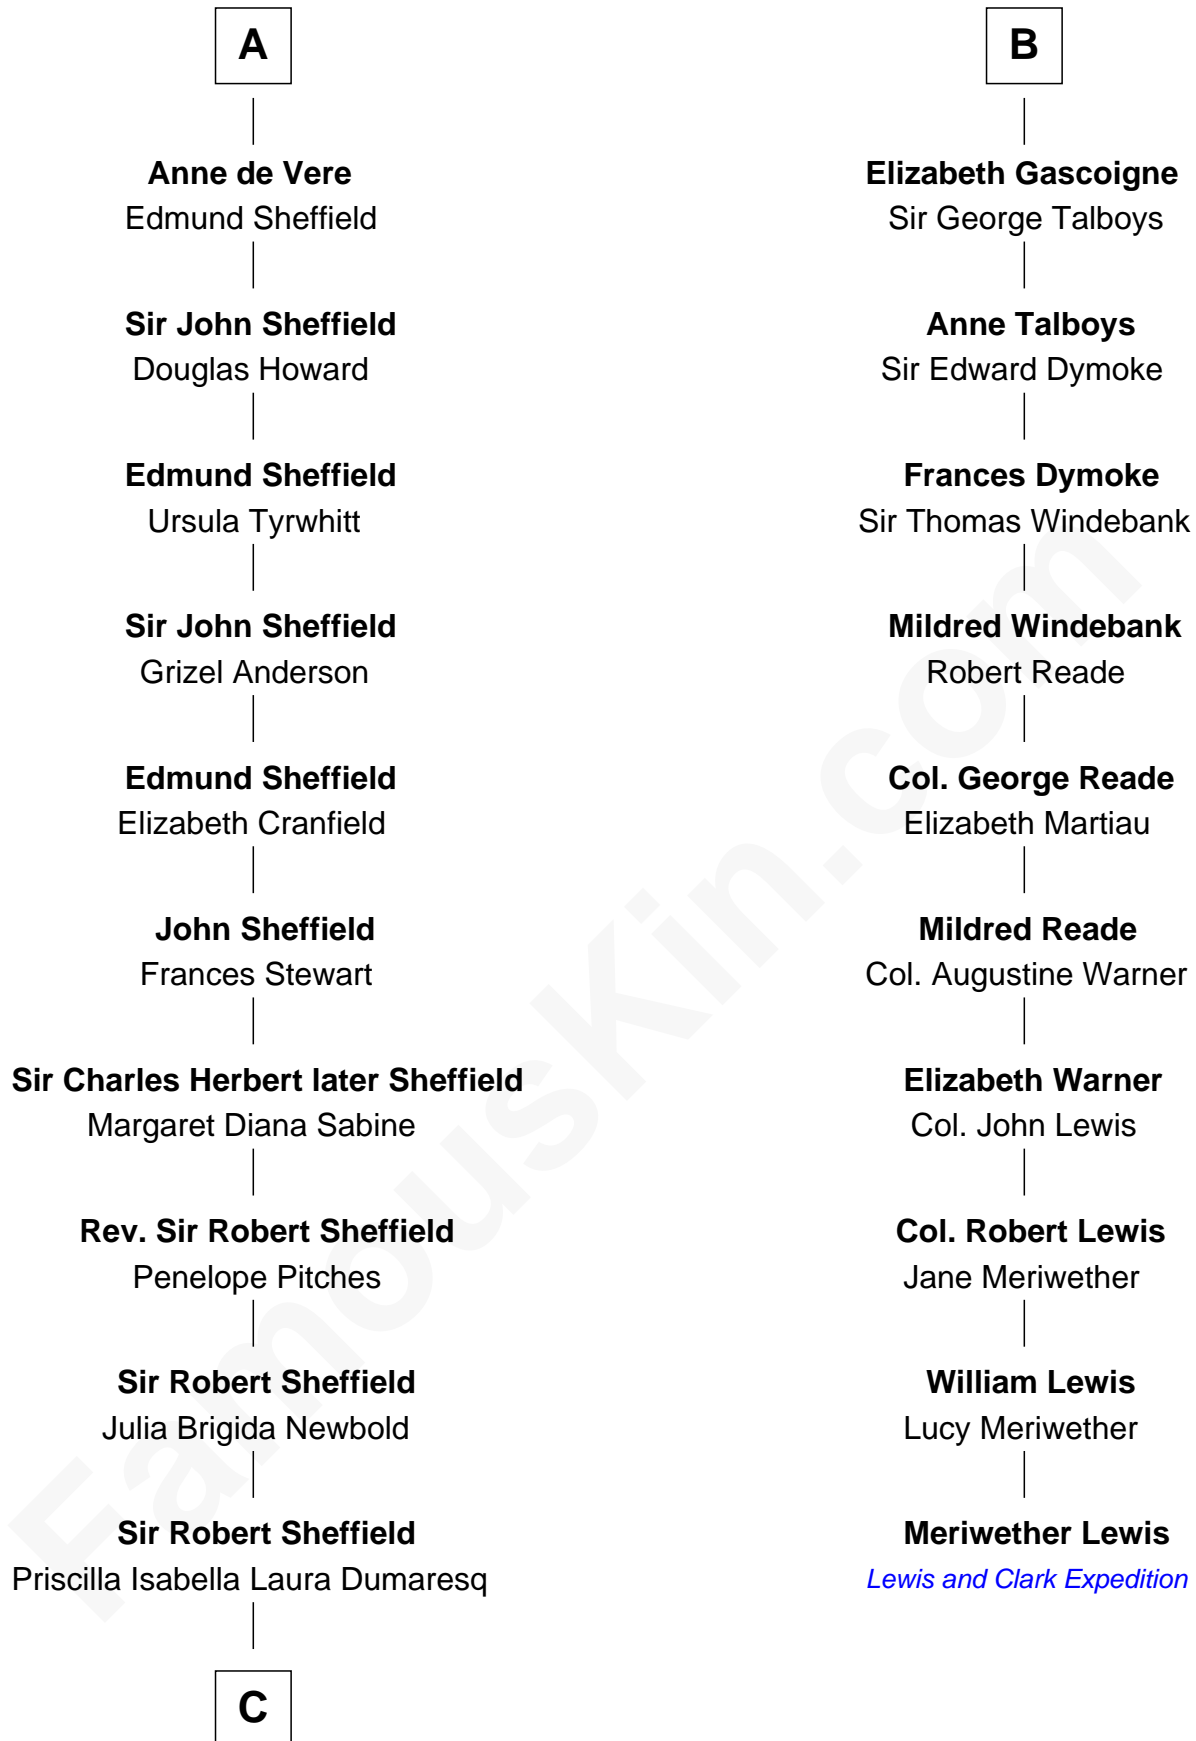 A
Anne de Vere
Edmund Sheffield
Sir John Sheffield
Douglas Howard
Edmund Sheffield
Ursula Tyrwhitt
Sir John Sheffield
Grizel Anderson
Edmund Sheffield
Elizabeth Cranfield
John Sheffield
Frances Stewart
Sir Charles Herbert later Sheffield
Margaret Diana Sabine
Rev. Sir Robert Sheffield
Penelope Pitches
Sir Robert Sheffield
Julia Brigida Newbold
Sir Robert Sheffield
Priscilla Isabella Laura Dumaresq
C
B
Elizabeth Gascoigne
Sir George Talboys
Anne Talboys
Sir Edward Dymoke
Frances Dymoke
Sir Thomas Windebank
Mildred Windebank
Robert Reade
Col. George Reade
Elizabeth Martiau
Mildred Reade
Col. Augustine Warner
Elizabeth Warner
Col. John Lewis
Col. Robert Lewis
Jane Meriwether
William Lewis
Lucy Meriwether
Meriwether Lewis
Lewis and Clark Expedition
FamousKin.com